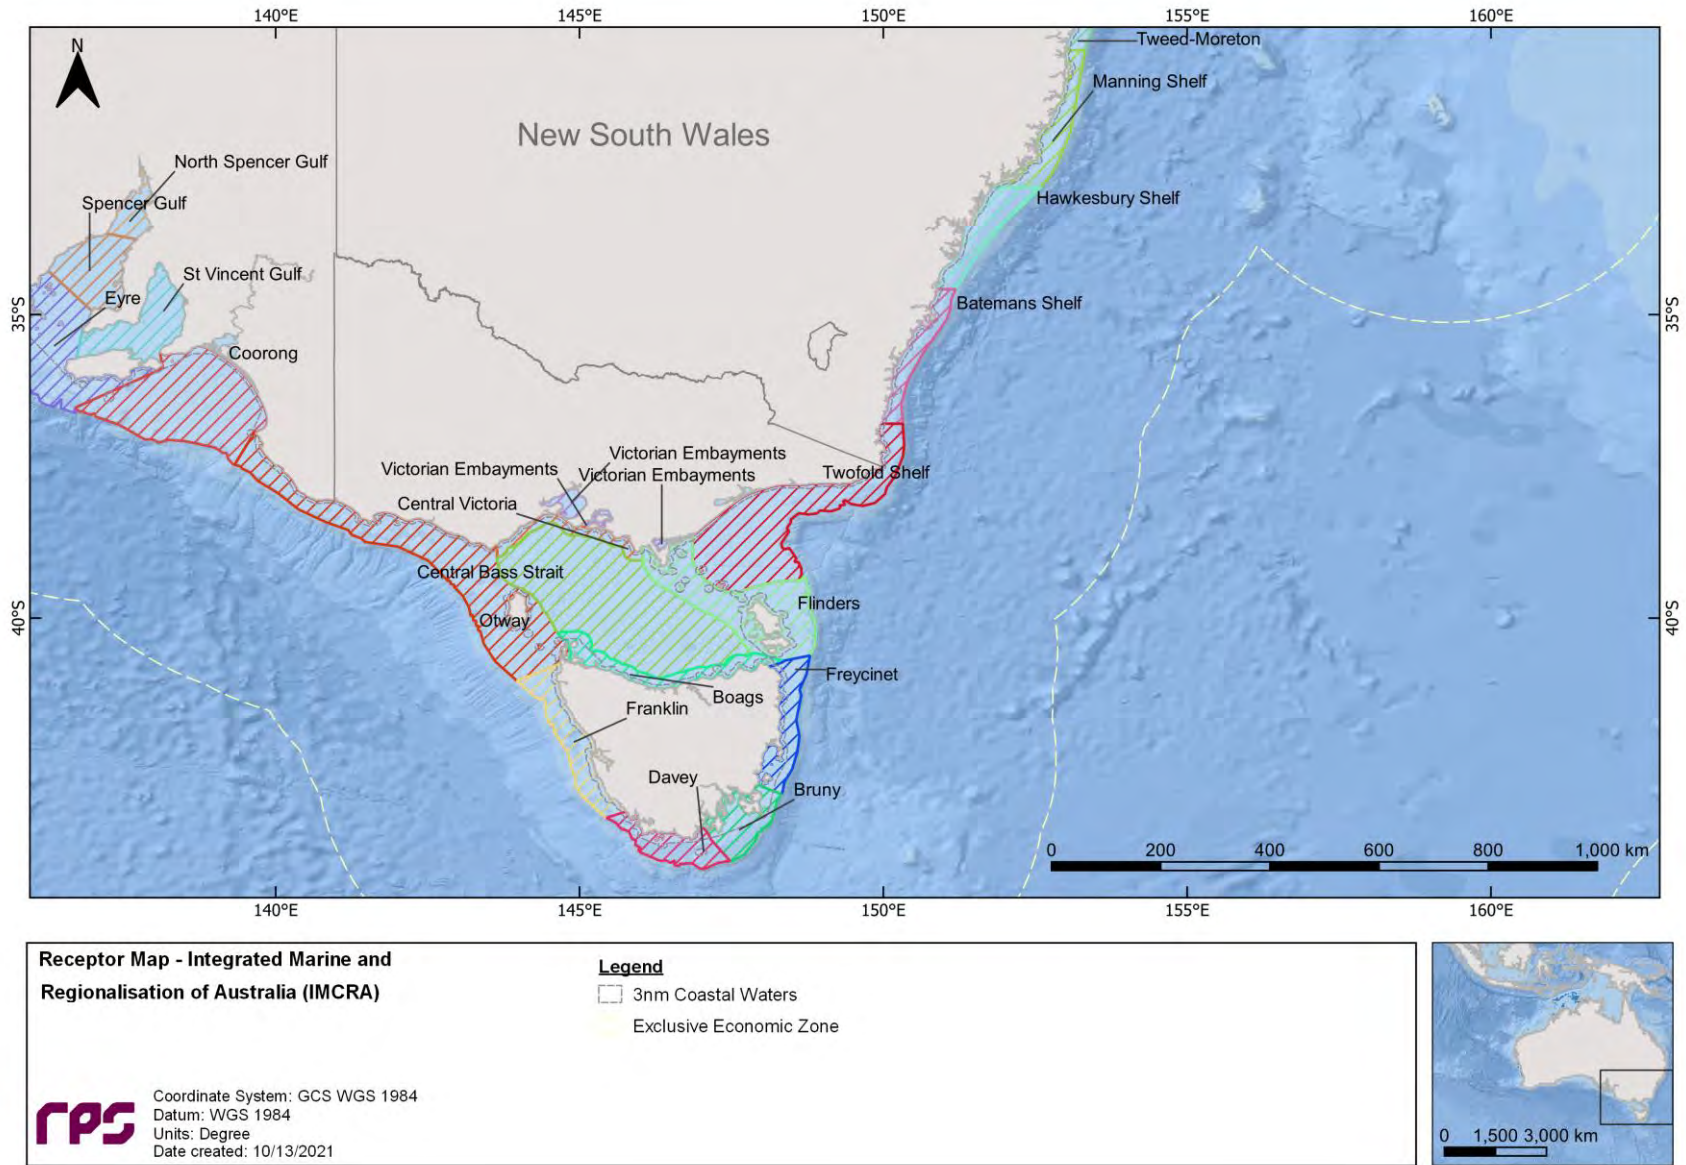 140°E 145°E 150°E 155°E 160°E
N
Tweed-Moreton
Manning Shelf
New South Wales
North Spencer Gulf
Spencer Gulf
Hawkesbury Shelf
St Vincent Gulf
Eyre
Batemans Shelf
35°S
35°S
Coorong
Victorian Embayments
Victorian Embayments
Victorian Embayments
Twofold Shelf
Central Victoria
Central Bass Strait
Flinders
Otway
40°S
40°S
Freycinet
Boags
Franklin
Davey
Bruny
0 200 400 600 800 1,000 km
140°E 145°E 150°E 155°E 160°E
Receptor Map - Integrated Marine and
Regionalisation of Australia (IMCRA)
Legend
3nm Coastal Waters
Exclusive Economic Zone
rps
Coordinate System: GCS WGS 1984
Datum: WGS 1984
Units: Degree
Date created: 10/13/2021
0 1,500 3,000 km